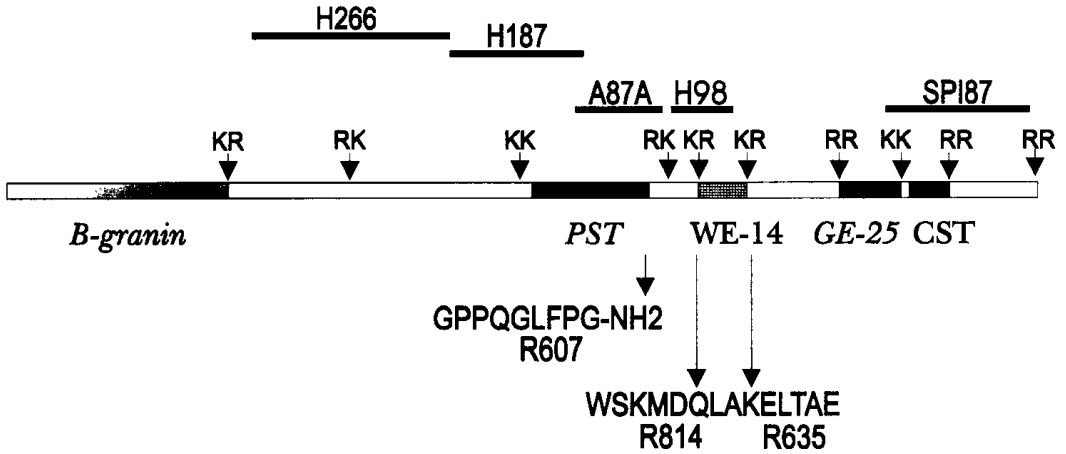 H266
H187
A87A H98 SPI87
KR RK KK RK KR KR RR KK RR RR
B-granin PST WE-14 GE-25 CST
GPPQGLFPG-NH2
R607
WSKMDQLAKELTAE
R814 R635